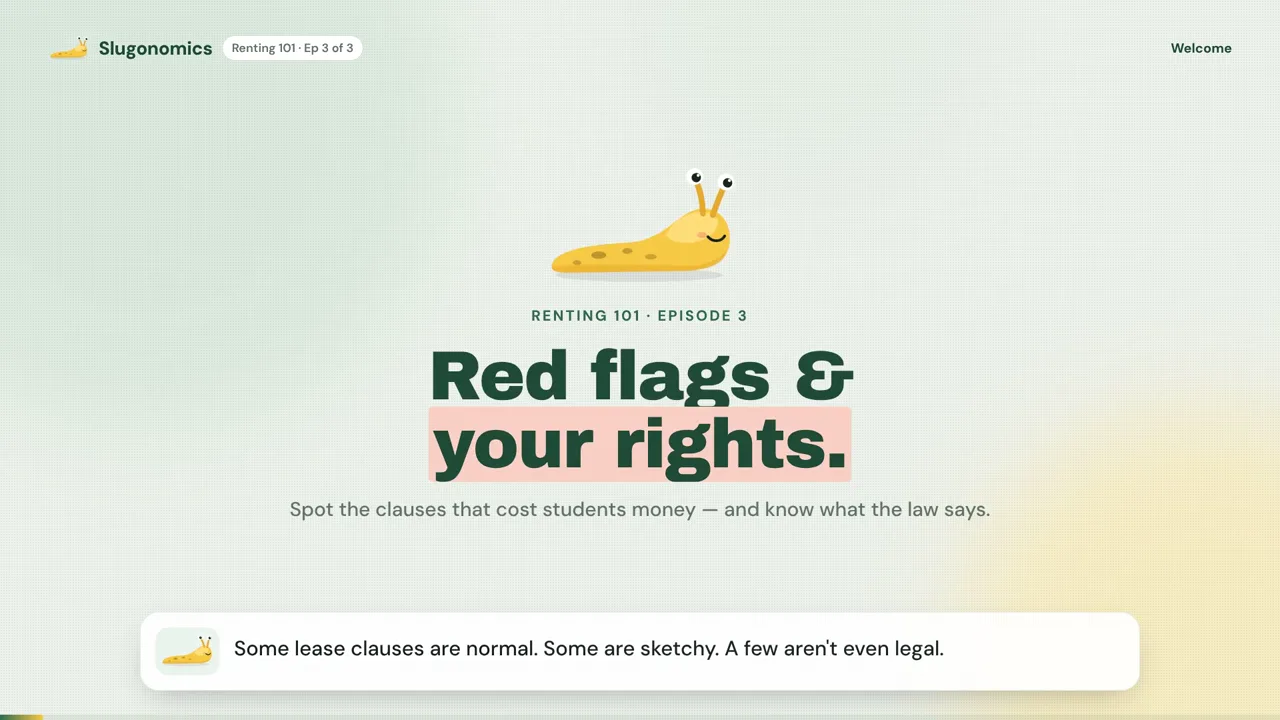 Slugonomics
Renting 101 · Ep 3 of 3
Welcome
RENTING 101 · EPISODE 3
Red flags &
your rights.
Spot the clauses that cost students money — and know what the law says.
Some lease clauses are normal. Some are sketchy. A few aren't even legal.